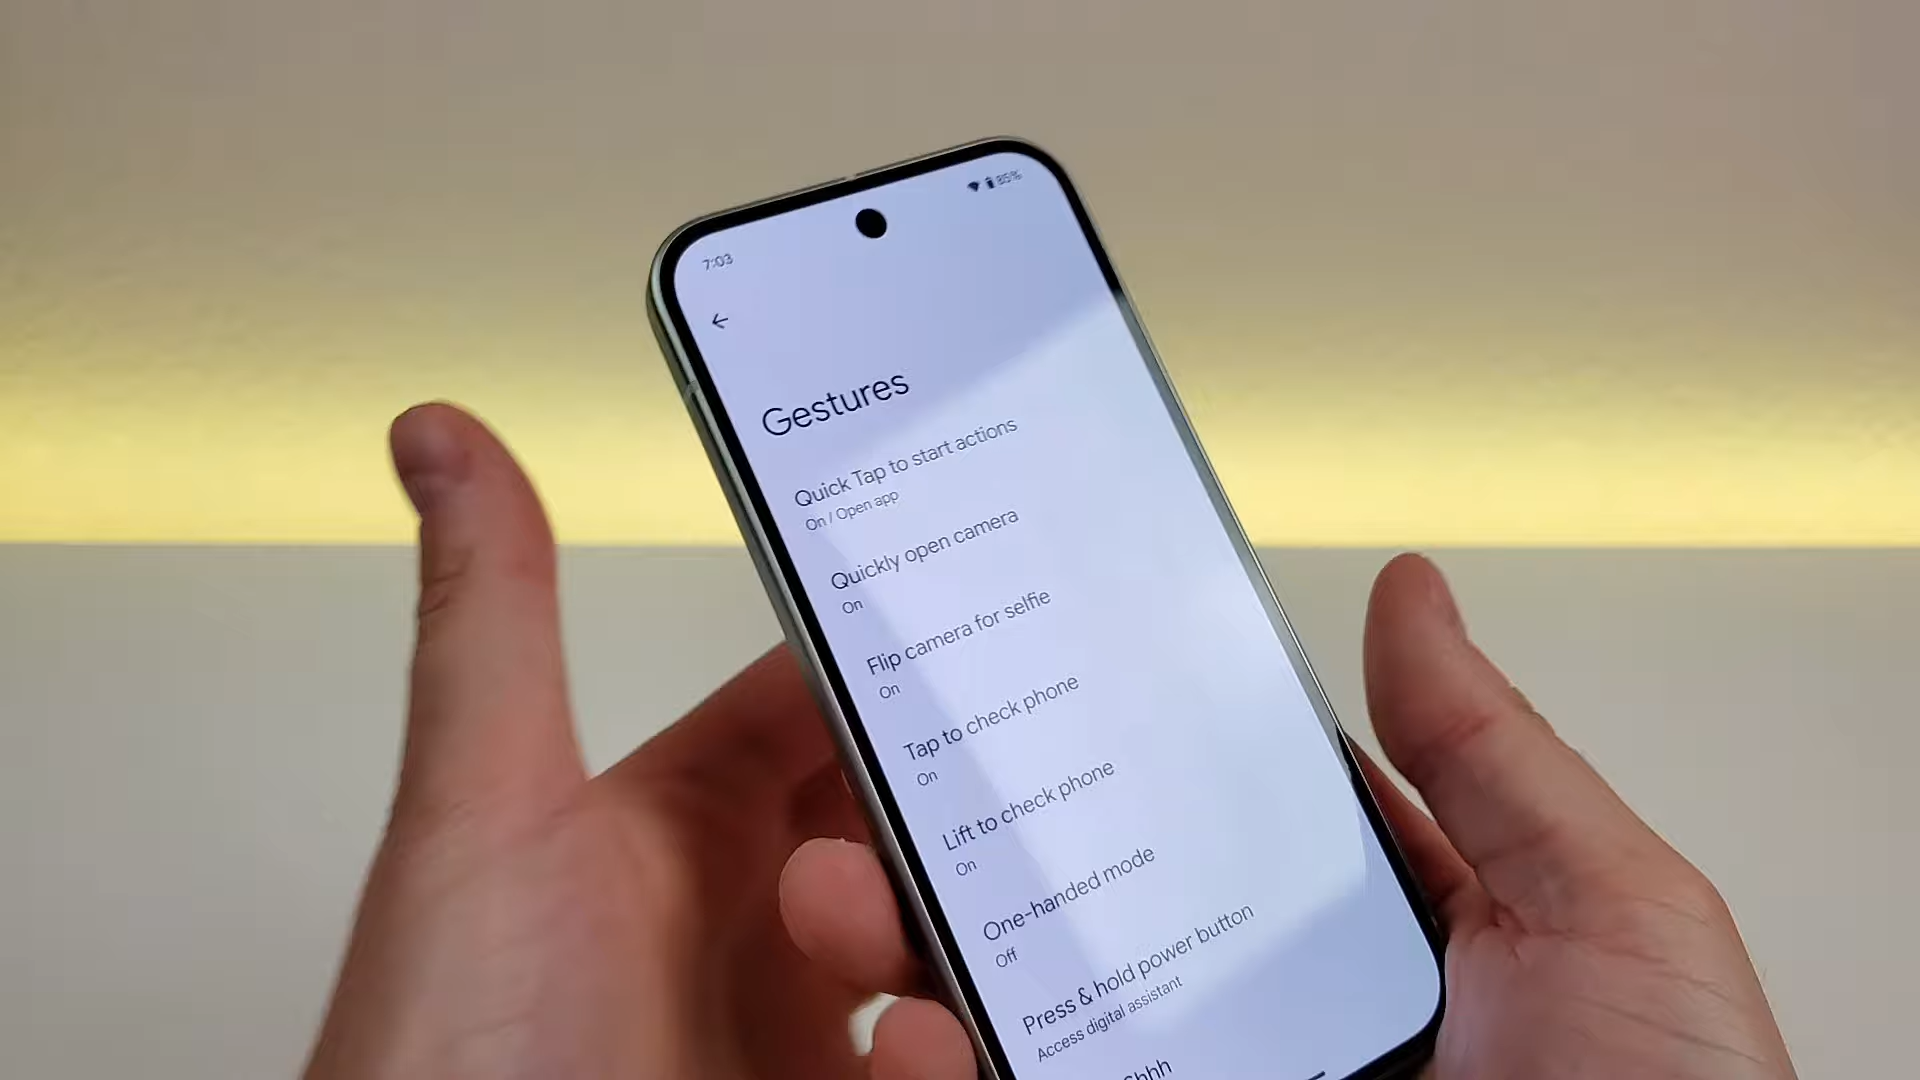 7:03
85%
Gestures
Quick Tap to start actions
On / Open app
Quickly open camera
On
Flip camera for selfie
On
Tap to check phone
On
Lift to check phone
On
One-handed mode
Off
Press & hold power button
Access digital assistant
Shhh